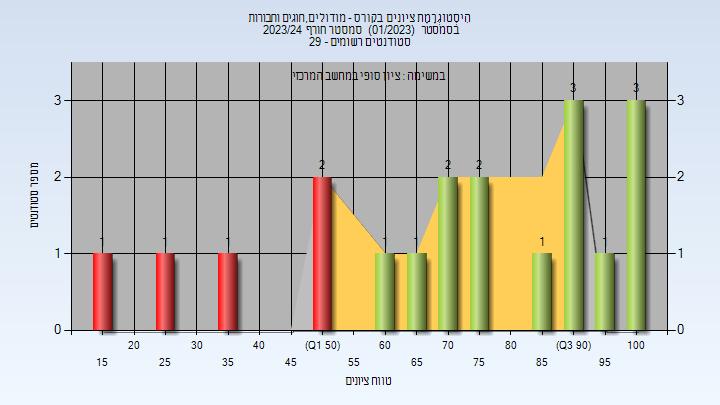 היסטוגרמת ציונים בקורס - מודולים,חוגים וחבורות
בסמסטר (01/2023) סמסטר חורף 2023/24
סטודנטים רשומים - 29
במשימה : ציון סופי במחשב המרכזי
3 3
2 2 2
1 1 1 1 1 1 1
מספר סטודנטים
3 2 1 0
3 2 1 0
20 30 40 (Q1 50) 60 70 80 (Q3 90) 100
15 25 35 45 55 65 75 85 95
טווח ציונים